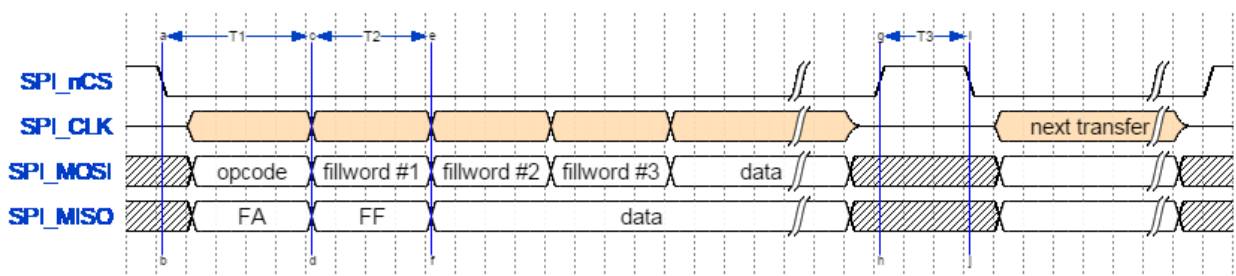 a T1 c T2 e g T3 i
SPI_nCS
SPI_CLK next transfer
SPI_MOSI opcode fillword #1 fillword #2 fillword #3 data
SPI_MISO FA FF data
b d f h j